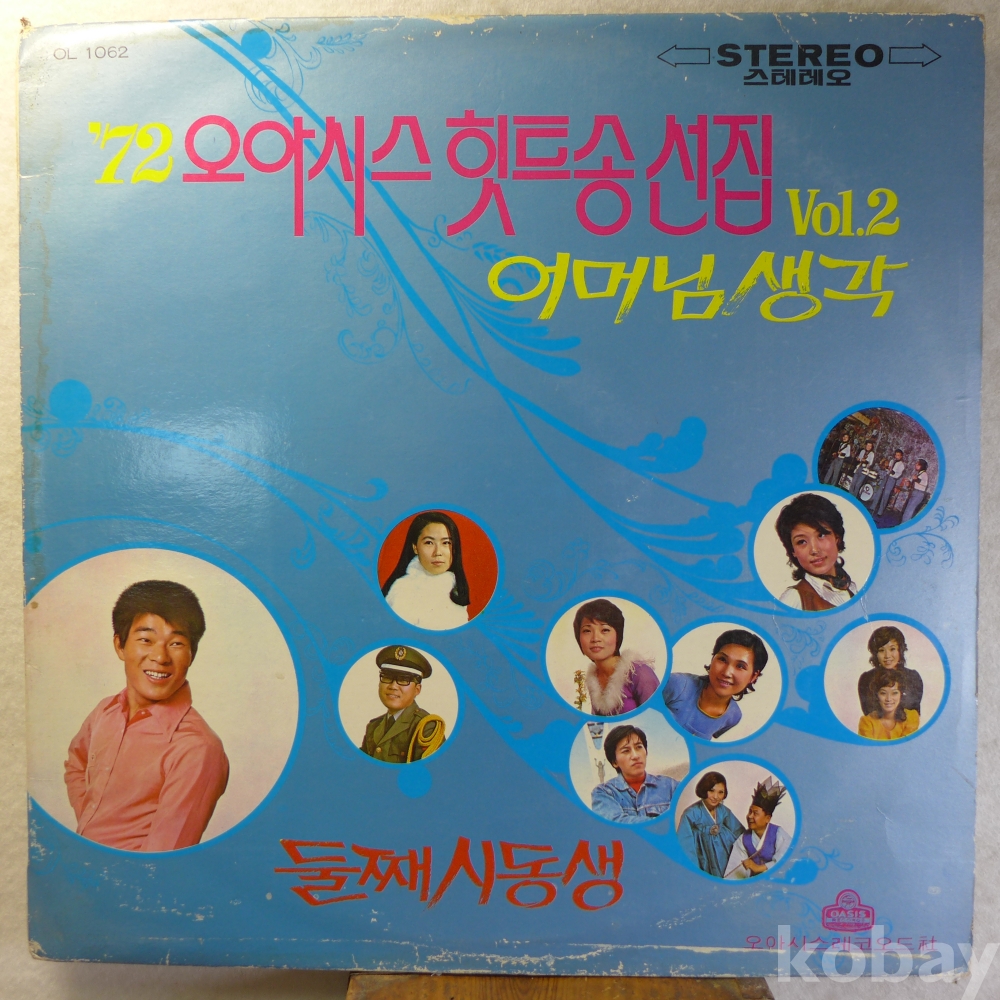 OL 1062
STEREO
스테레오
'72 오아시스 힛트송 선집
Vol.2
어머님 생각
둘째 시동생
OASIS
RECORDS
오아시스레코오드社
kobay